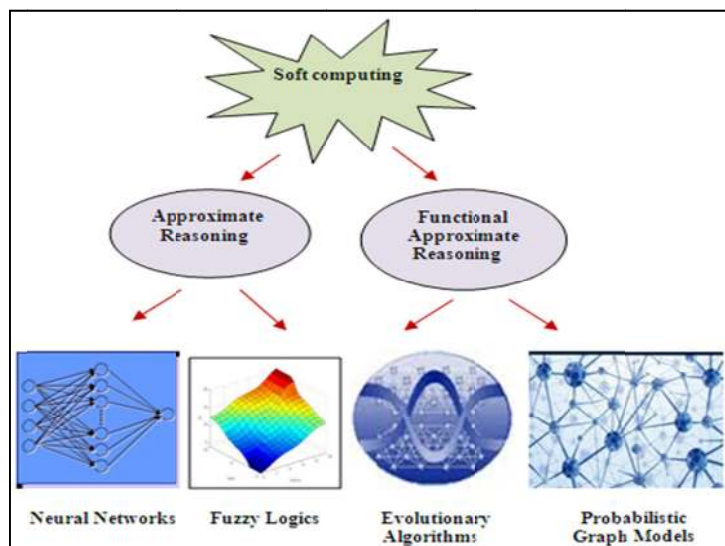 Soft computing
Approximate
Reasoning
Functional
Approximate
Reasoning
Neural Networks
Fuzzy Logics
Evolutionary
Algorithms
Probabilistic
Graph Models